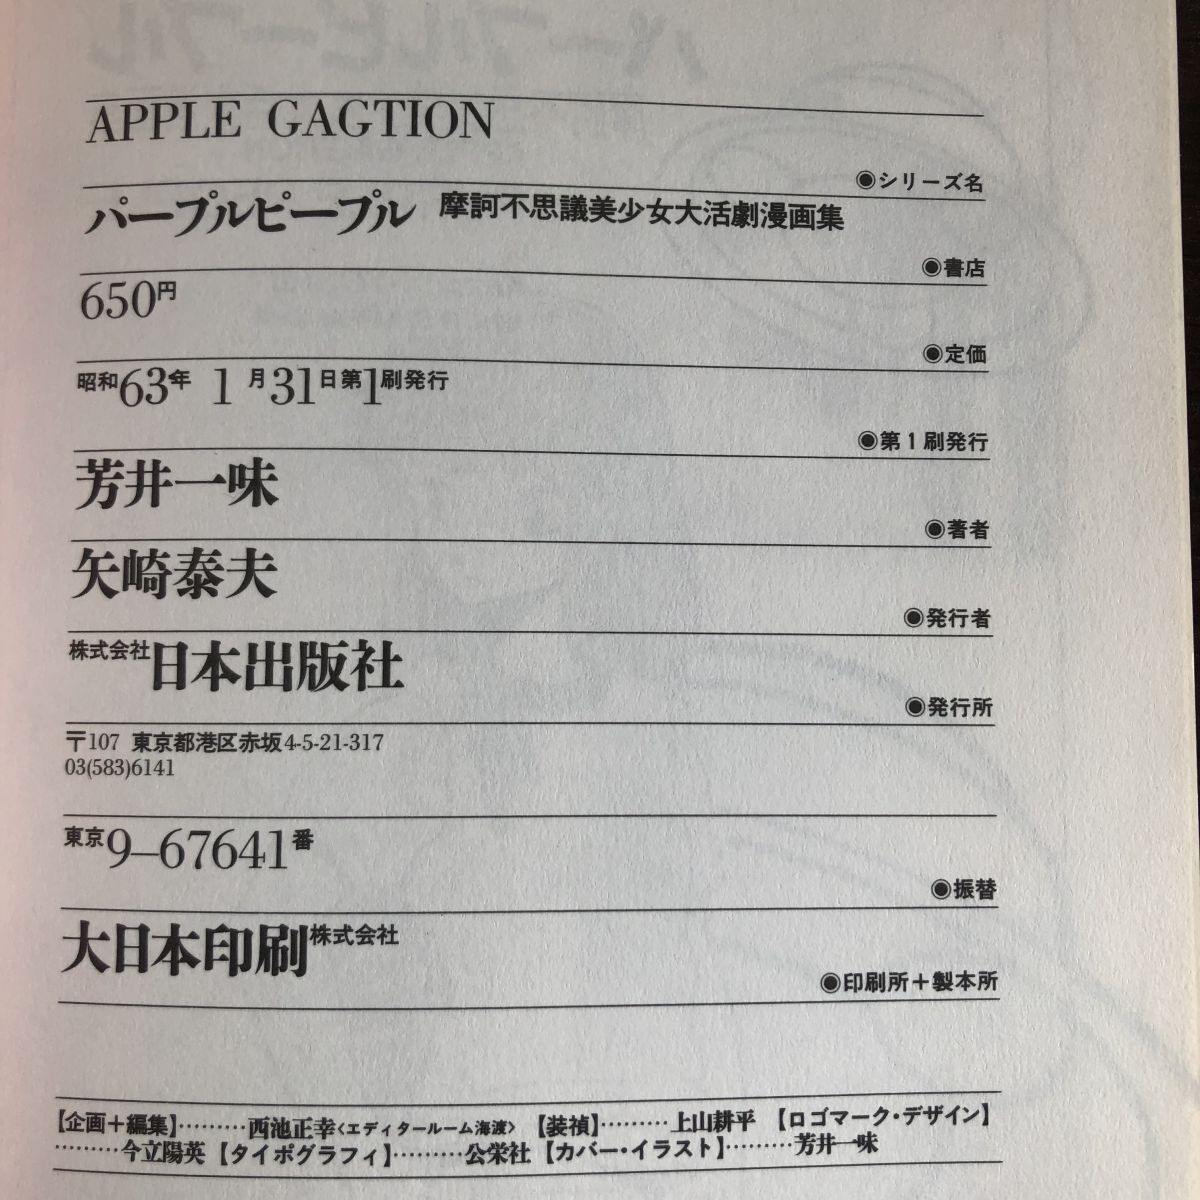 パープルピープル
APPLE GAGTION
◉シリーズ名
パープルピープル 摩訶不思議美少女大活劇漫画集
◉書店
650円
◉定価
昭和63年 1月31日第1刷発行
◉第1刷発行
芳井一味
◉著者
矢崎泰夫
◉発行者
株式会社日本出版社
◉発行所
〒107 東京都港区赤坂4-5-21-317
03(583)6141
東京9–67641番
◉振替
大日本印刷株式会社
◉印刷所＋製本所
【企画＋編集】………西池正幸<エディタールーム海渡> 【装禎】………上山耕平 【ロゴマーク・デザイン】
………今立陽英【タイポグラフィ】………公栄社【カバー・イラスト】………芳井一味